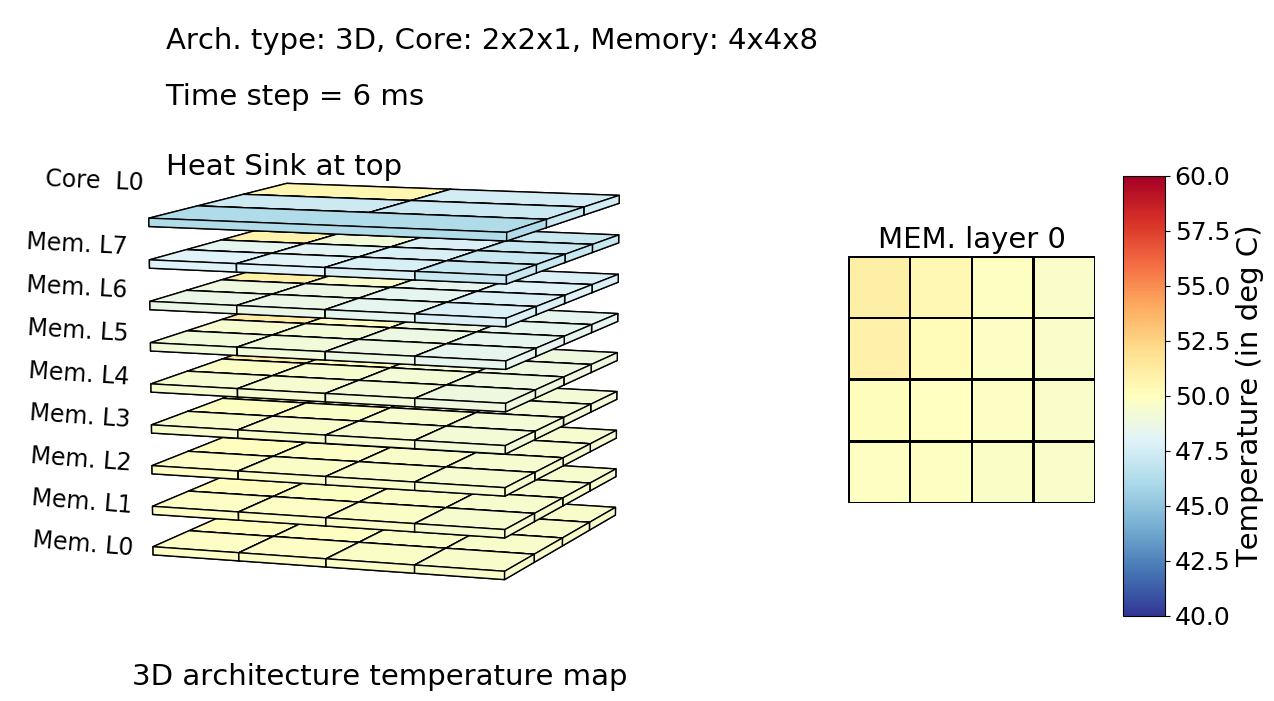 Arch. type: 3D, Core: 2x2x1, Memory: 4x4x8
Time step = 6 ms
Heat Sink at top
Core  L0
Mem. L7
Mem. L6
Mem. L5
Mem. L4
Mem. L3
Mem. L2
Mem. L1
Mem. L0
3D architecture temperature map
MEM. layer 0
60.0
57.5
55.0
52.5
50.0
47.5
45.0
42.5
40.0
Temperature (in deg C)